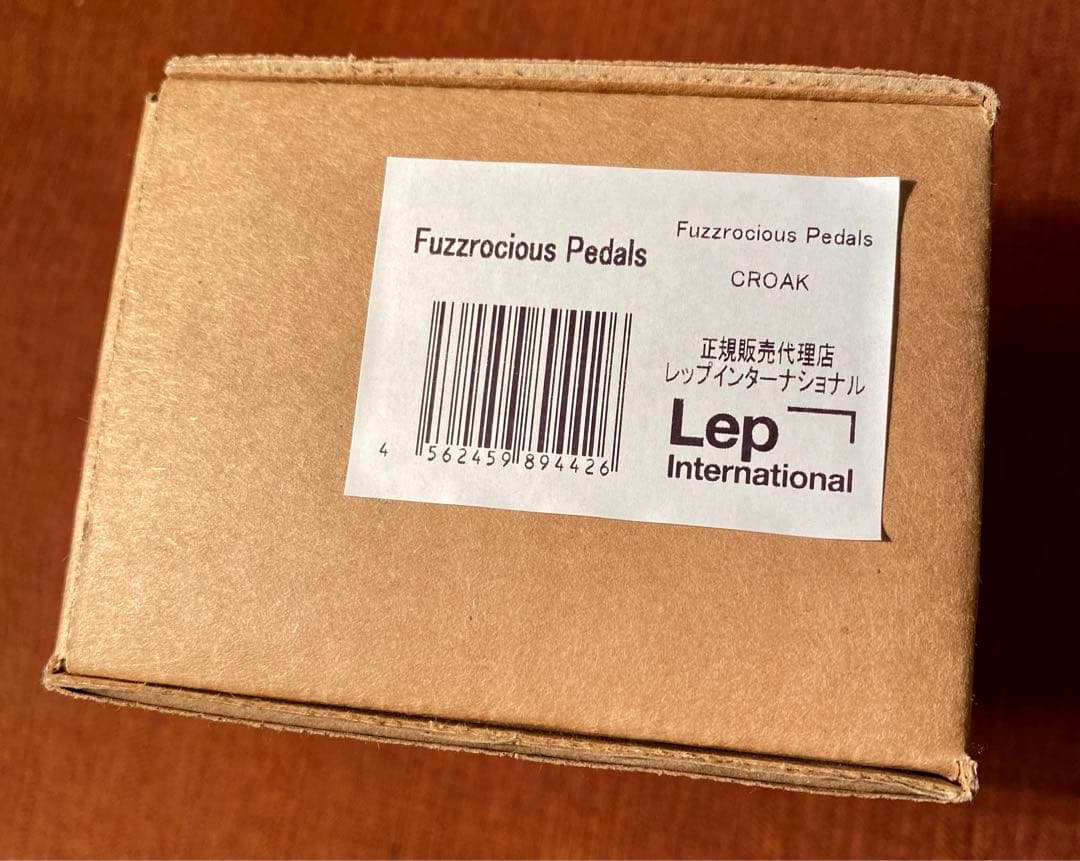 Fuzzrocious Pedals
4 562459 894426
Fuzzrocious Pedals
CROAK
正規販売代理店
レップインターナショナル
Lep
International